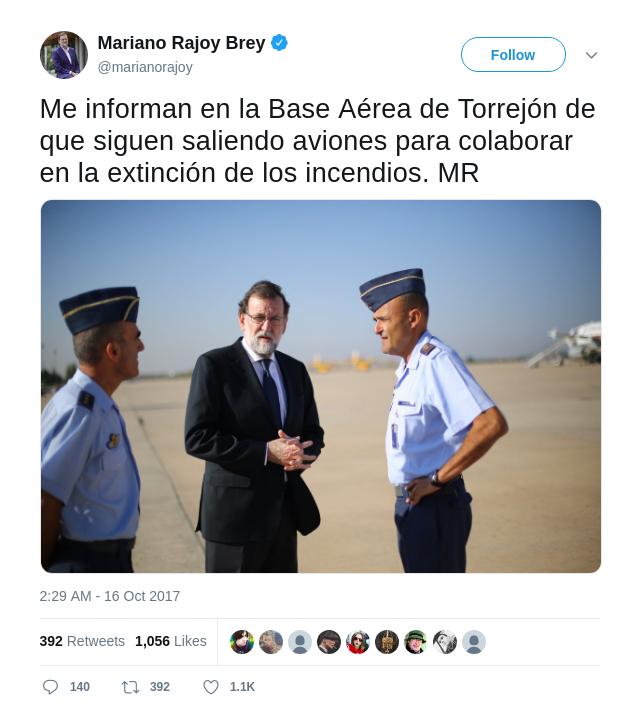 Mariano Rajoy Brey
@marianorajoy
Follow
Me informan en la Base Aérea de Torrejón de
que siguen saliendo aviones para colaborar
en la extinción de los incendios. MR
2:29 AM - 16 Oct 2017
392 Retweets 1,056 Likes
140 392 1.1K